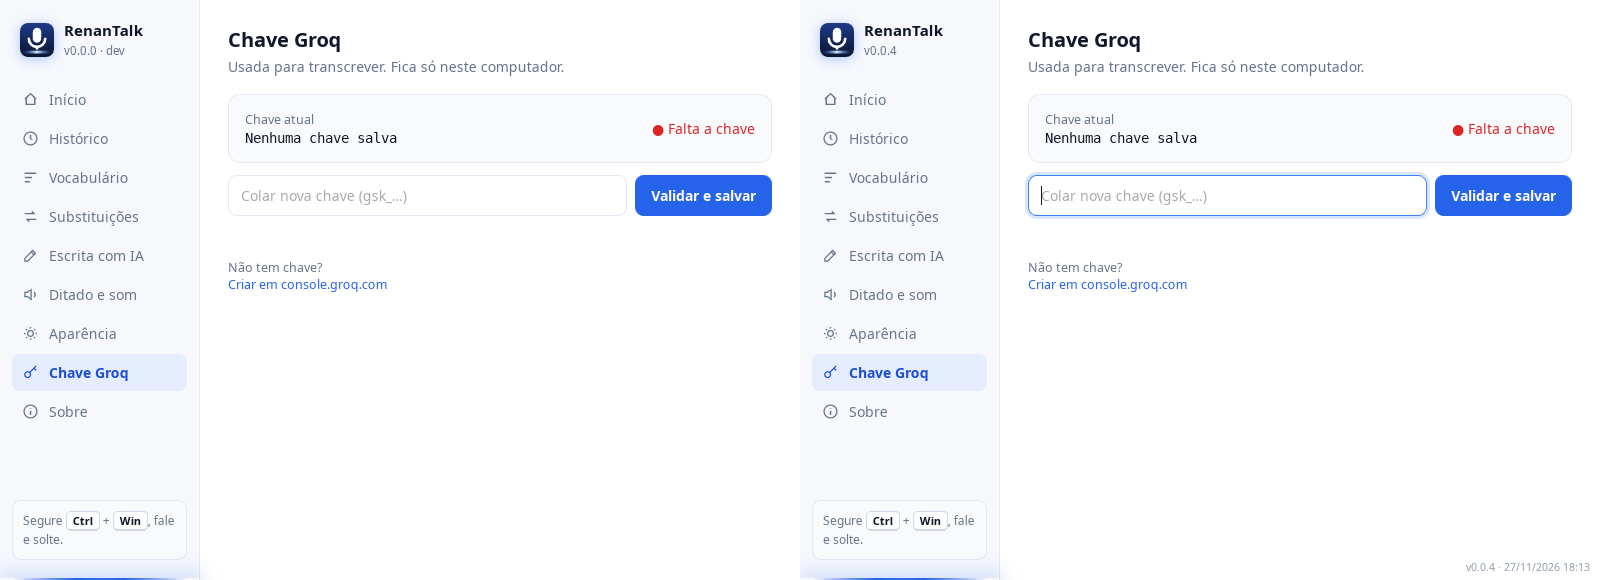 RenanTalk
v0.0.0 · dev
Início
Histórico
Vocabulário
Substituições
Escrita com IA
Ditado e som
Aparência
Chave Groq
Sobre
Segure Ctrl + Win, fale
e solte.
Chave Groq
Usada para transcrever. Fica só neste computador.
Chave atual
Nenhuma chave salva
Falta a chave
Colar nova chave (gsk_...)
Validar e salvar
Não tem chave?
Criar em console.groq.com
RenanTalk
v0.0.4
Início
Histórico
Vocabulário
Substituições
Escrita com IA
Ditado e som
Aparência
Chave Groq
Sobre
Segure Ctrl + Win, fale
e solte.
Chave Groq
Usada para transcrever. Fica só neste computador.
Chave atual
Nenhuma chave salva
Falta a chave
Colar nova chave (gsk_...)
Validar e salvar
Não tem chave?
Criar em console.groq.com
v0.0.4 · 27/11/2026 18:13